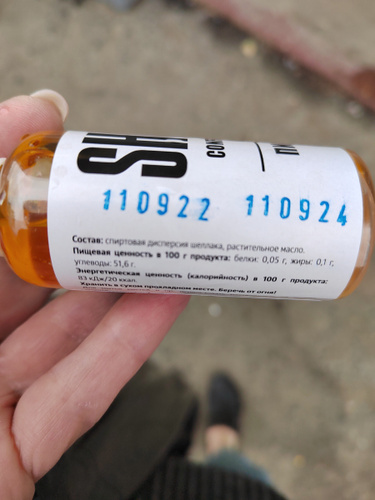 SH
110922 110924
Состав: спиртовая дисперсия шеллака, растительное масло.
Пищевая ценность в 100 г продукта: белки: 0,05 г, жиры: 0,1 г,
углеводы: 51,6 г.
Энергетическая ценность (калорийность) в 100 г продукта:
83 кДж/20 ккал.
Хранить в сухом прохладном месте. Беречь от огня!